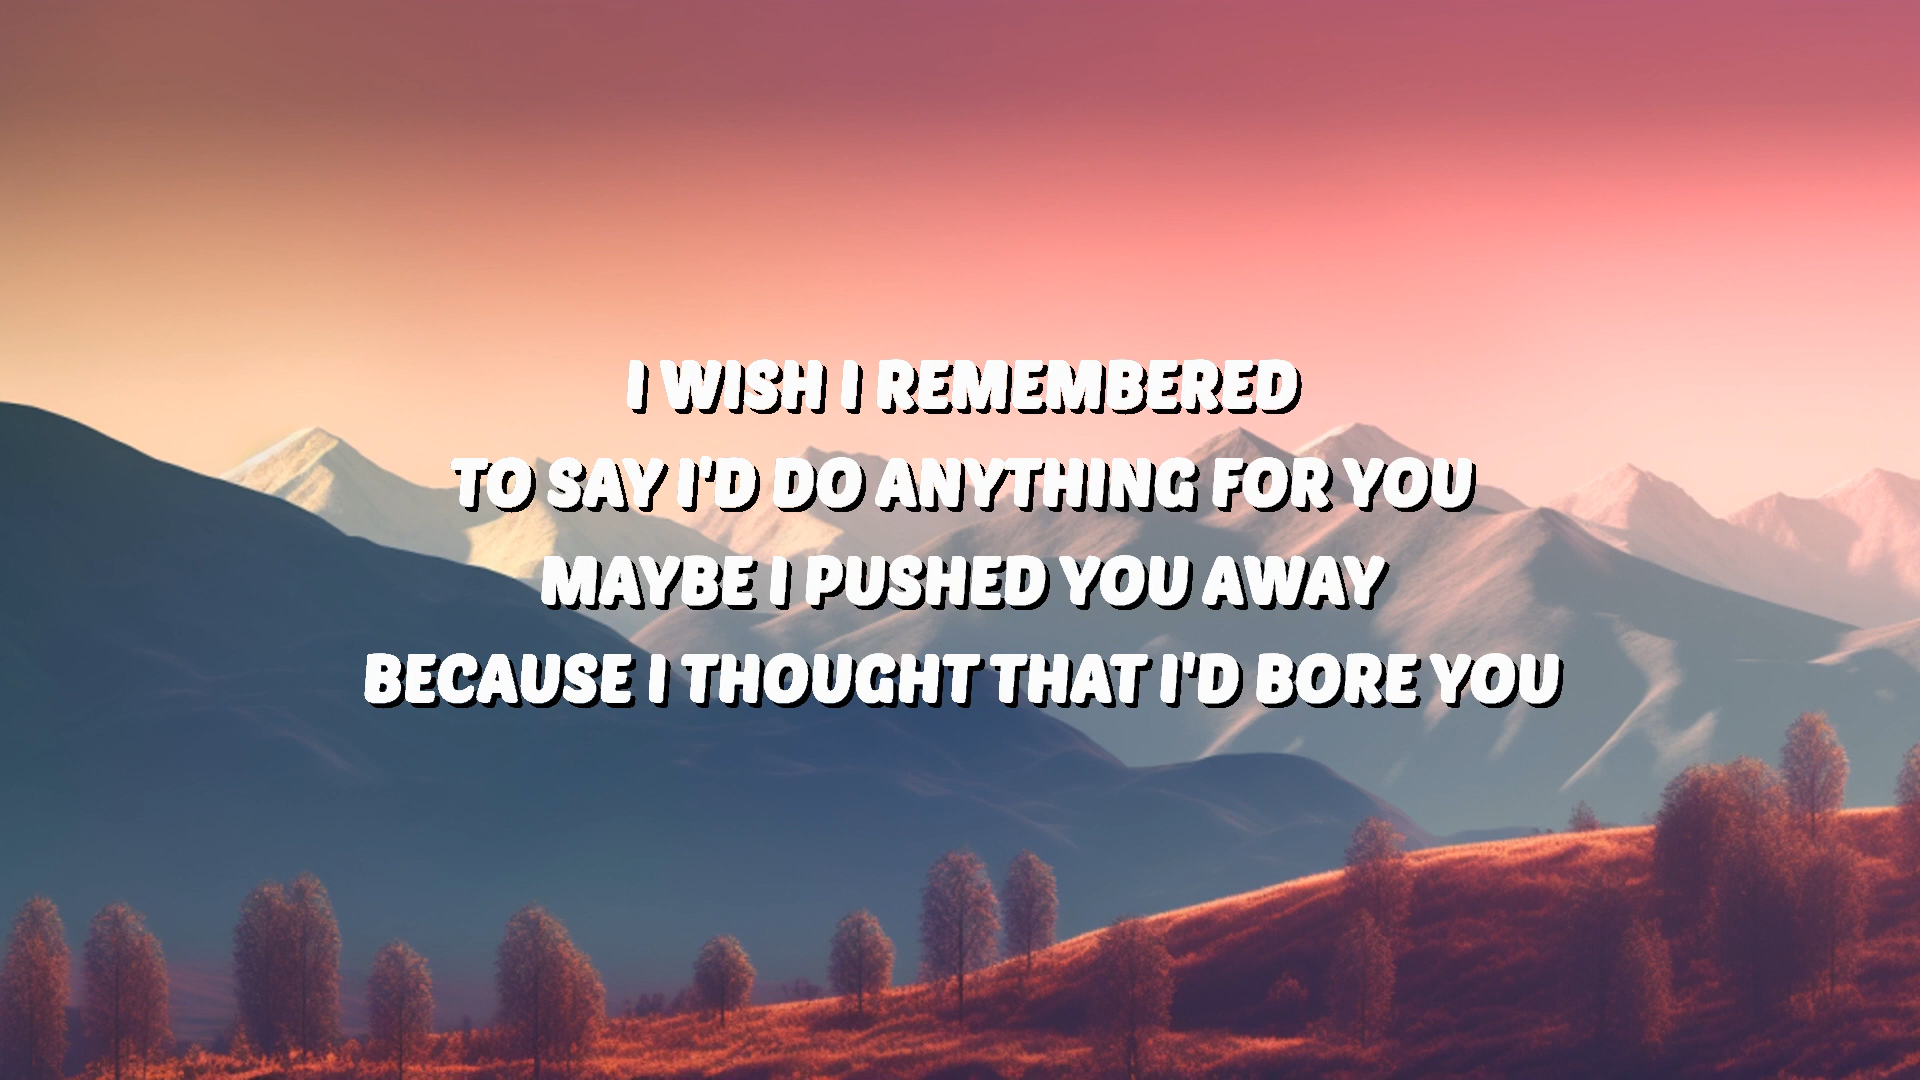 I WISH I REMEMBERED
TO SAY I'D DO ANYTHING FOR YOU
MAYBE I PUSHED YOU AWAY
BECAUSE I THOUGHT THAT I'D BORE YOU